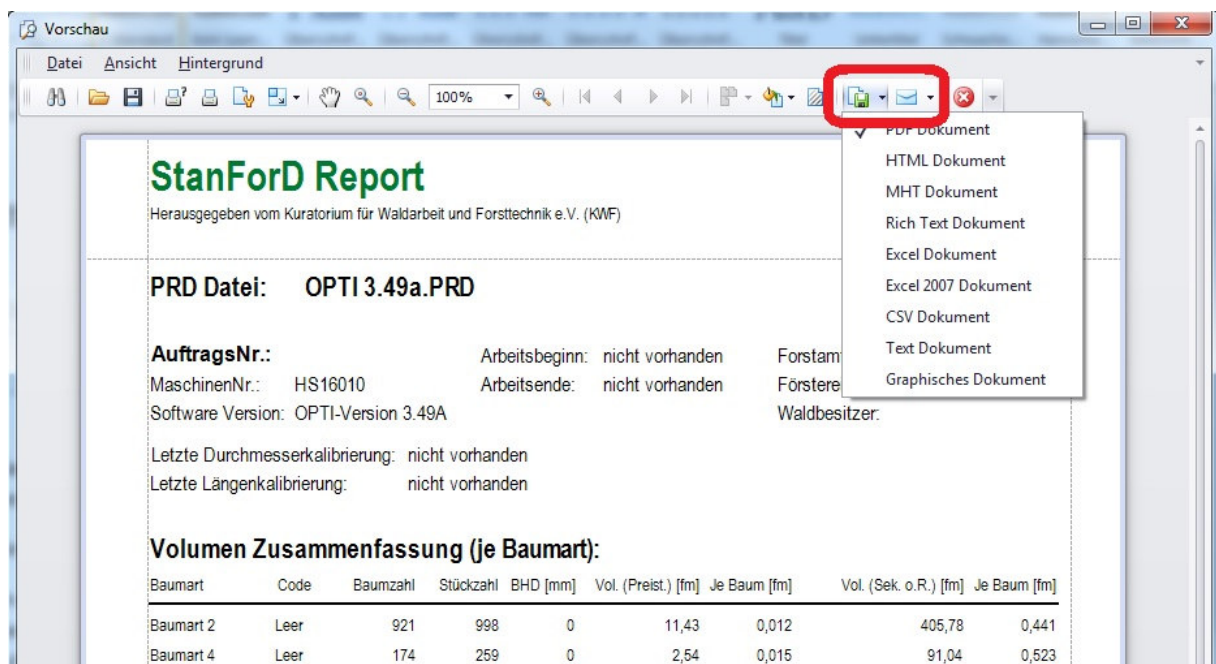 Vorschau
Datei Ansicht Hintergrund
100%
PDF Dokument
HTML Dokument
MHT Dokument
Rich Text Dokument
Excel Dokument
Excel 2007 Dokument
CSV Dokument
Text Dokument
Graphisches Dokument
StanForD Report
Herausgegeben vom Kuratorium für Waldarbeit und Forsttechnik e.V. (KWF)
PRD Datei: OPTI 3.49a.PRD
AuftragsNr.: Arbeitsbeginn: nicht vorhanden Forstam
MaschinenNr.: HS16010 Arbeitsende: nicht vorhanden Förstere
Software Version: OPTI-Version 3.49A Waldbesitzer:
Letzte Durchmesserkalibrierung: nicht vorhanden
Letzte Längenkalibrierung: nicht vorhanden
Volumen Zusammenfassung (je Baumart):
Baumart Code Baumzahl Stückzahl BHD [mm] Vol. (Preist.) [fm] Je Baum [fm] Vol. (Sek. o.R.) [fm] Je Baum [fm]
Baumart 2 Leer 921 998 0 11,43 0,012 405,78 0,441
Baumart 4 Leer 174 259 0 2,54 0,015 91,04 0,523